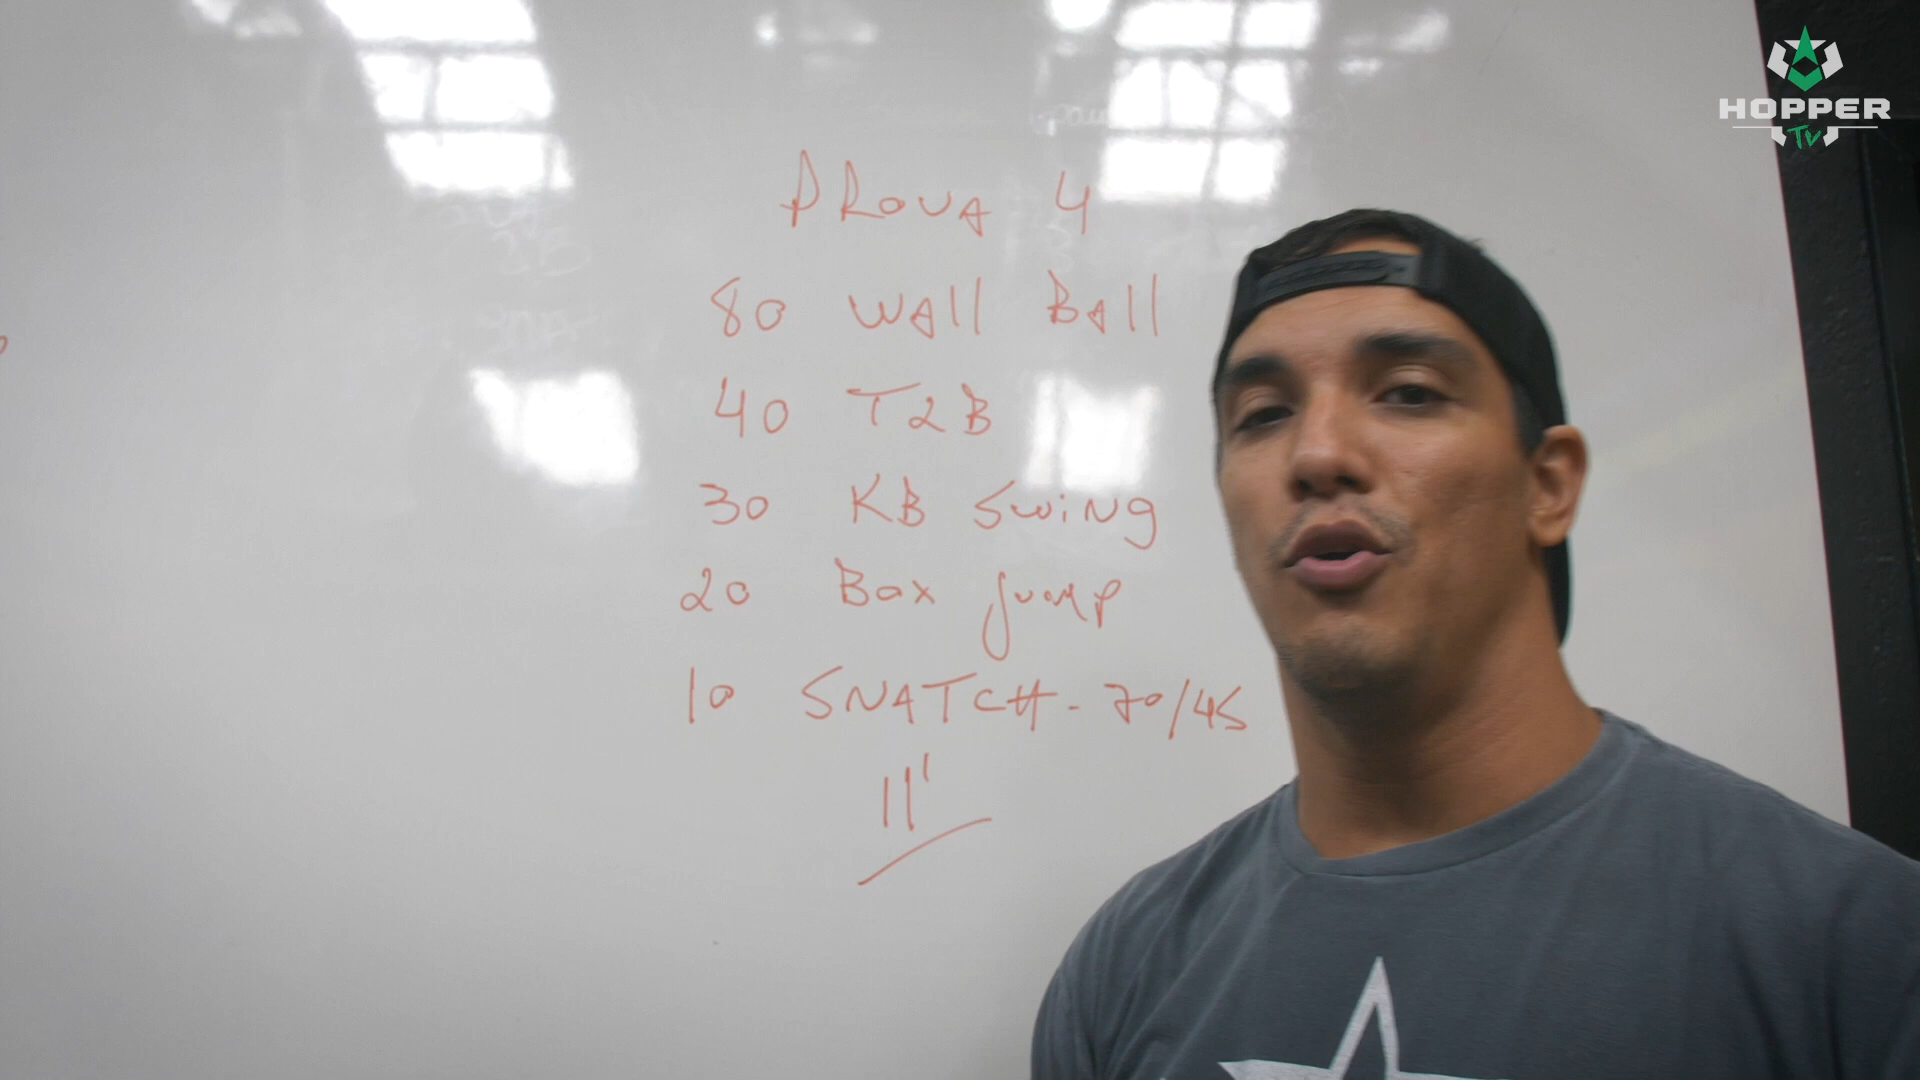 HOPPER
TV
PROVA 4
80 WAll BAll
40 T2B
30 KB SwiNg
20 Box jump
10 SNATCH - 70/45
11'